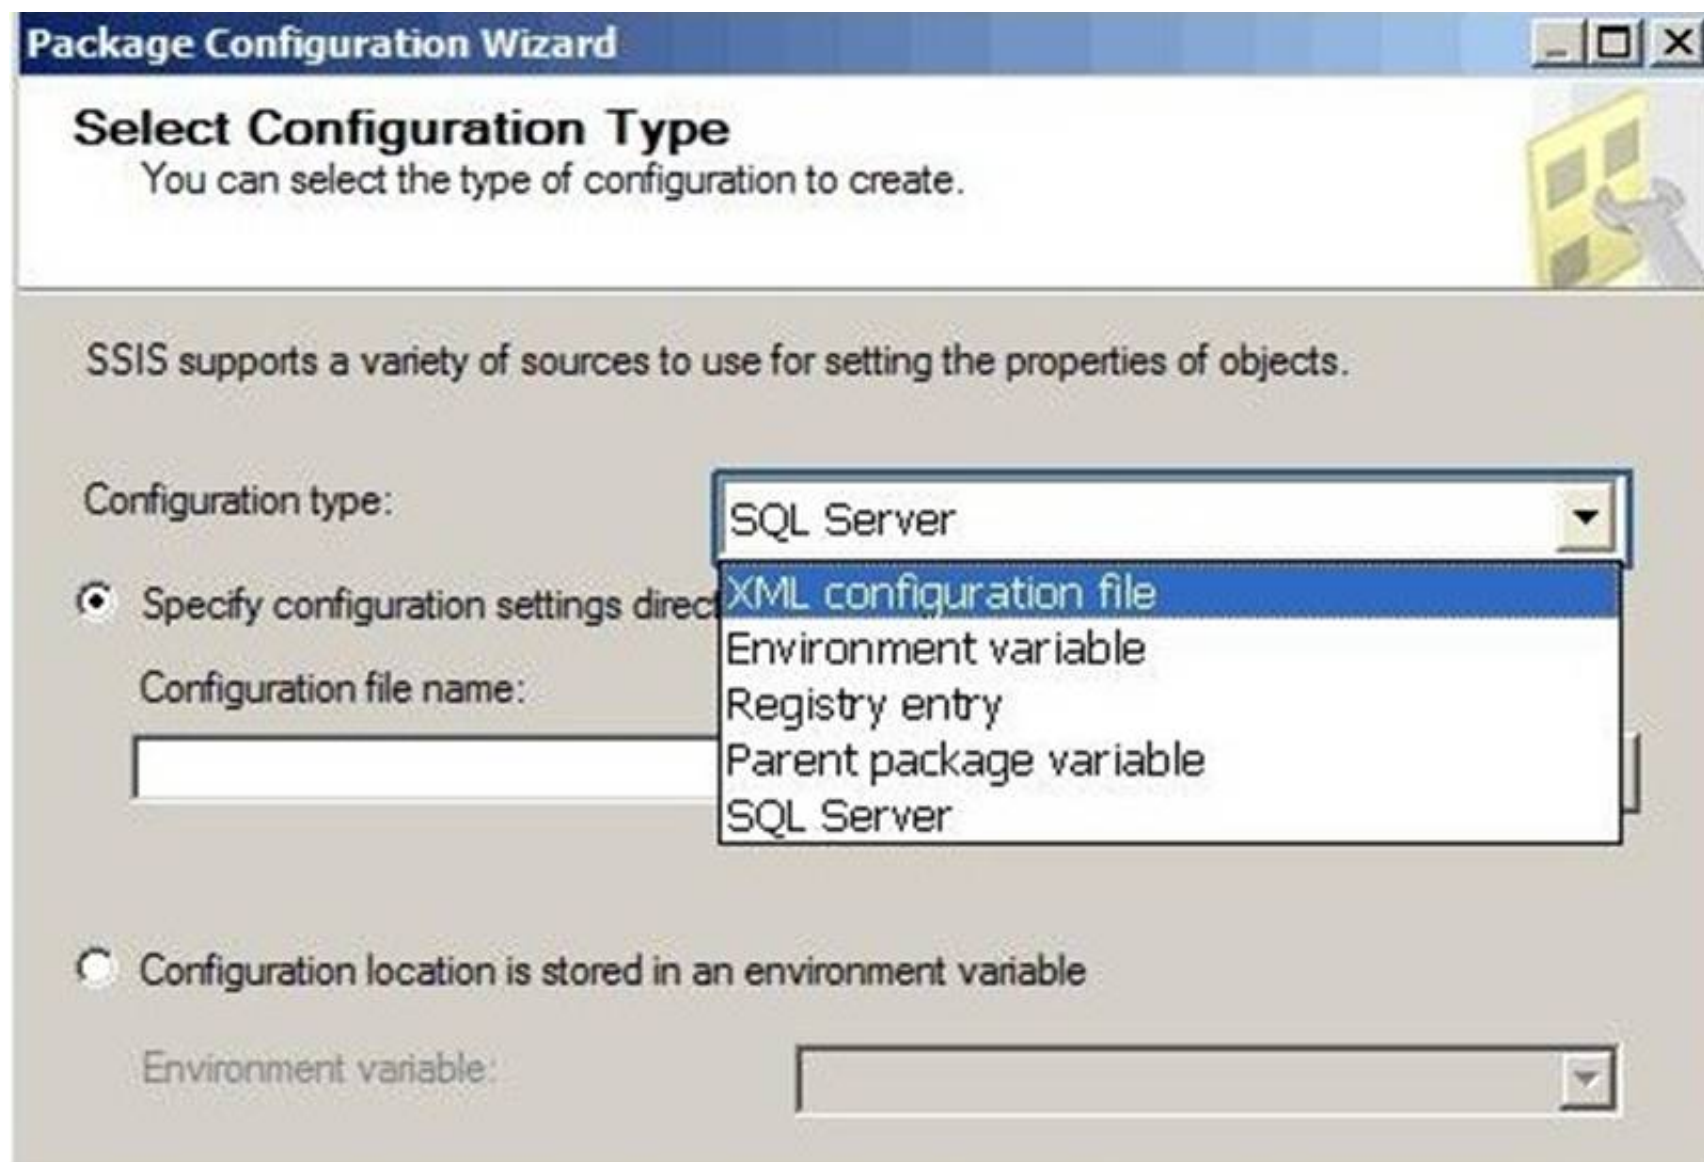 Package Configuration Wizard
Select Configuration Type
You can select the type of configuration to create.
SSIS supports a variety of sources to use for setting the properties of objects.
Configuration type:
SQL Server
XML configuration file
Specify configuration settings direc
Environment variable
Registry entry
Configuration file name:
Parent package variable
SQL Server
Configuration location is stored in an environment variable
Environment variable: